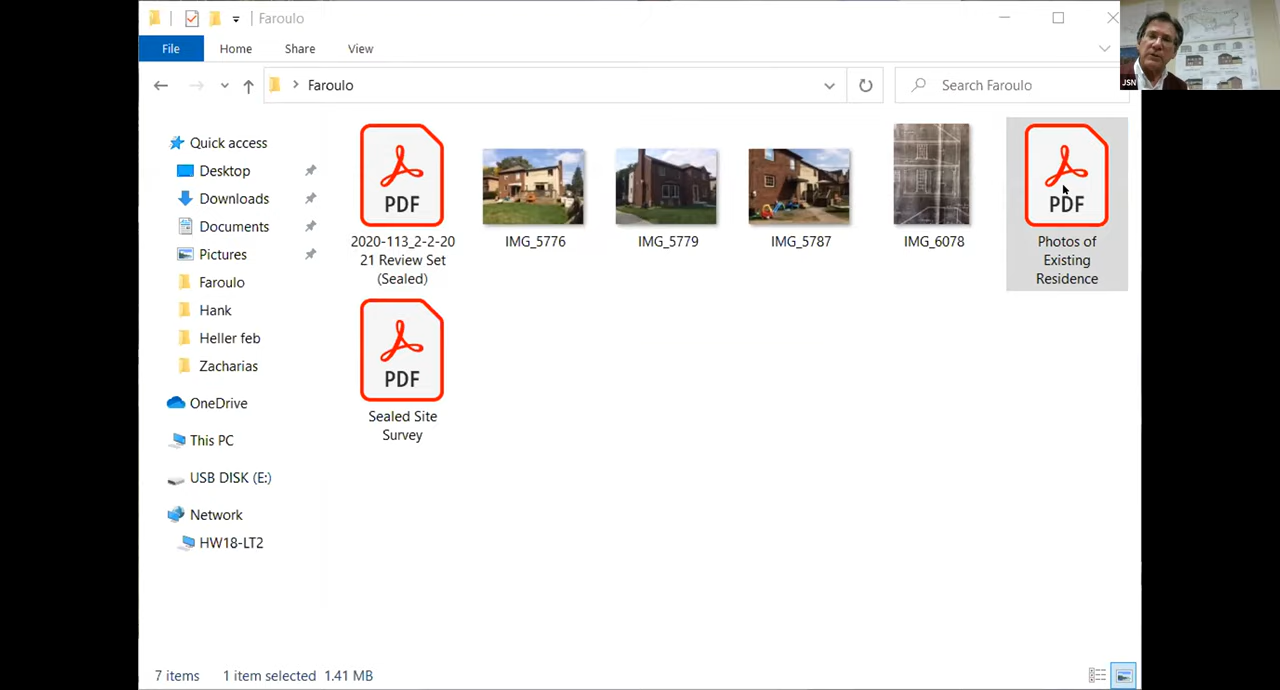 Faroulo
File
Home
Share
View
Faroulo
Search Faroulo
JSN
Quick access
Desktop
Downloads
Documents
Pictures
Faroulo
Hank
Heller feb
Zacharias
OneDrive
This PC
USB DISK (E:)
Network
HW18-LT2
PDF
2020-113_2-2-20
21 Review Set
(Sealed)
IMG_5776
IMG_5779
IMG_5787
IMG_6078
PDF
Photos of
Existing
Residence
PDF
Sealed Site
Survey
7 items
1 item selected 1.41 MB